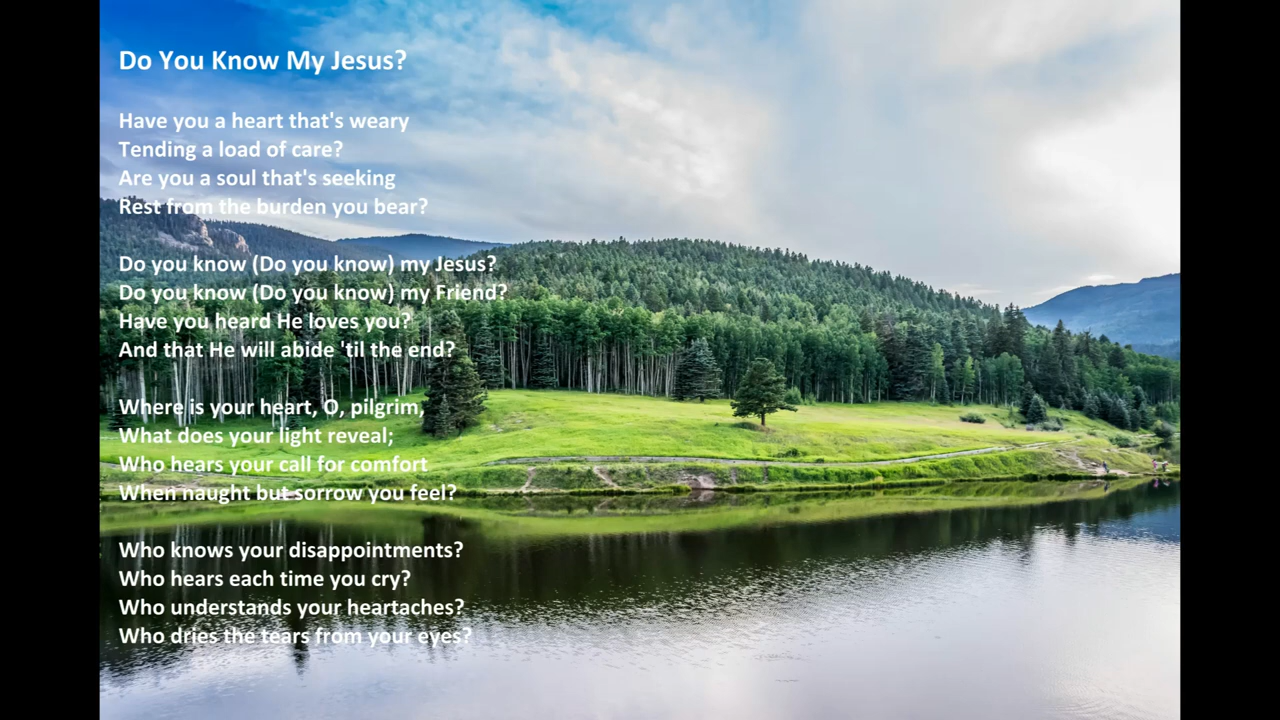 Do You Know My Jesus?
Have you a heart that's weary
Tending a load of care?
Are you a soul that's seeking
Rest from the burden you bear?
Do you know (Do you know) my Jesus?
Do you know (Do you know) my Friend?
Have you heard He loves you?
And that He will abide 'til the end?
Where is your heart, O, pilgrim,
What does your light reveal;
Who hears your call for comfort
When naught but sorrow you feel?
Who knows your disappointments?
Who hears each time you cry?
Who understands your heartaches?
Who dries the tears from your eyes?